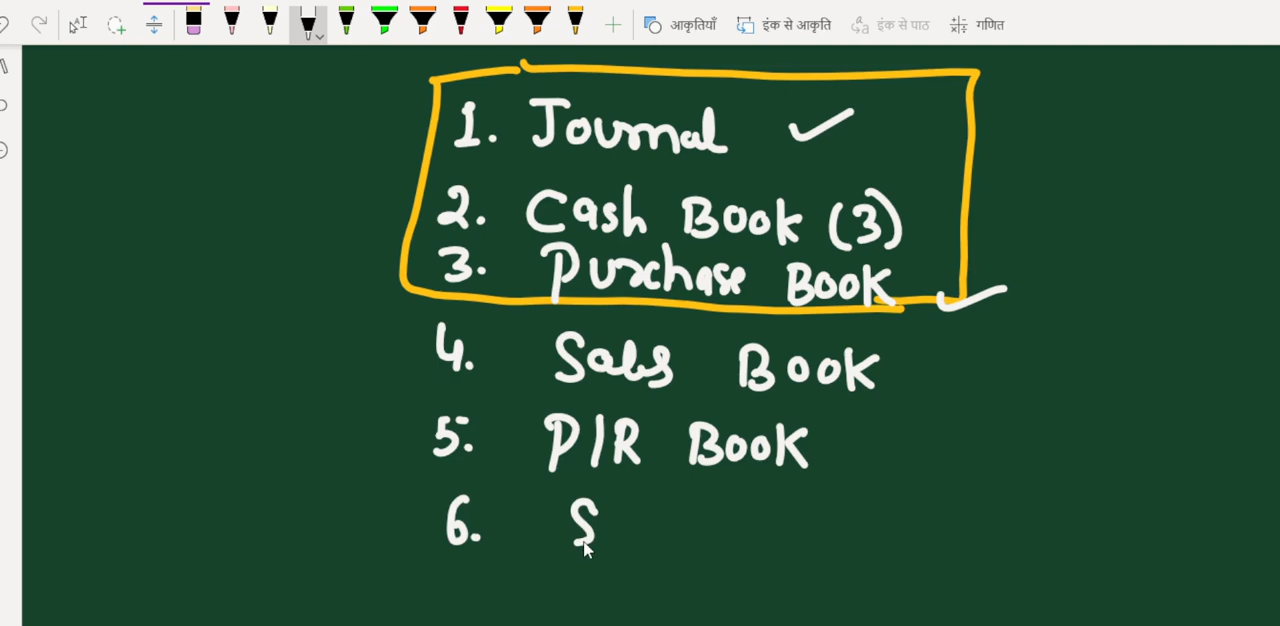 आकृतियाँ इंक से आकृति इंक से पाठ गणित
1. Journal ✓
2. Cash Book (3)
3. Purchase Book ✓
4. Sales Book
5. P/R Book
6. S